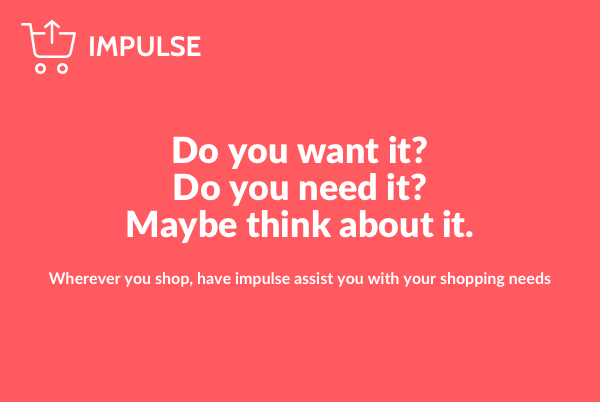 IMPULSE
Do you want it?
Do you need it?
Maybe think about it.
Wherever you shop, have impulse assist you with your shopping needs